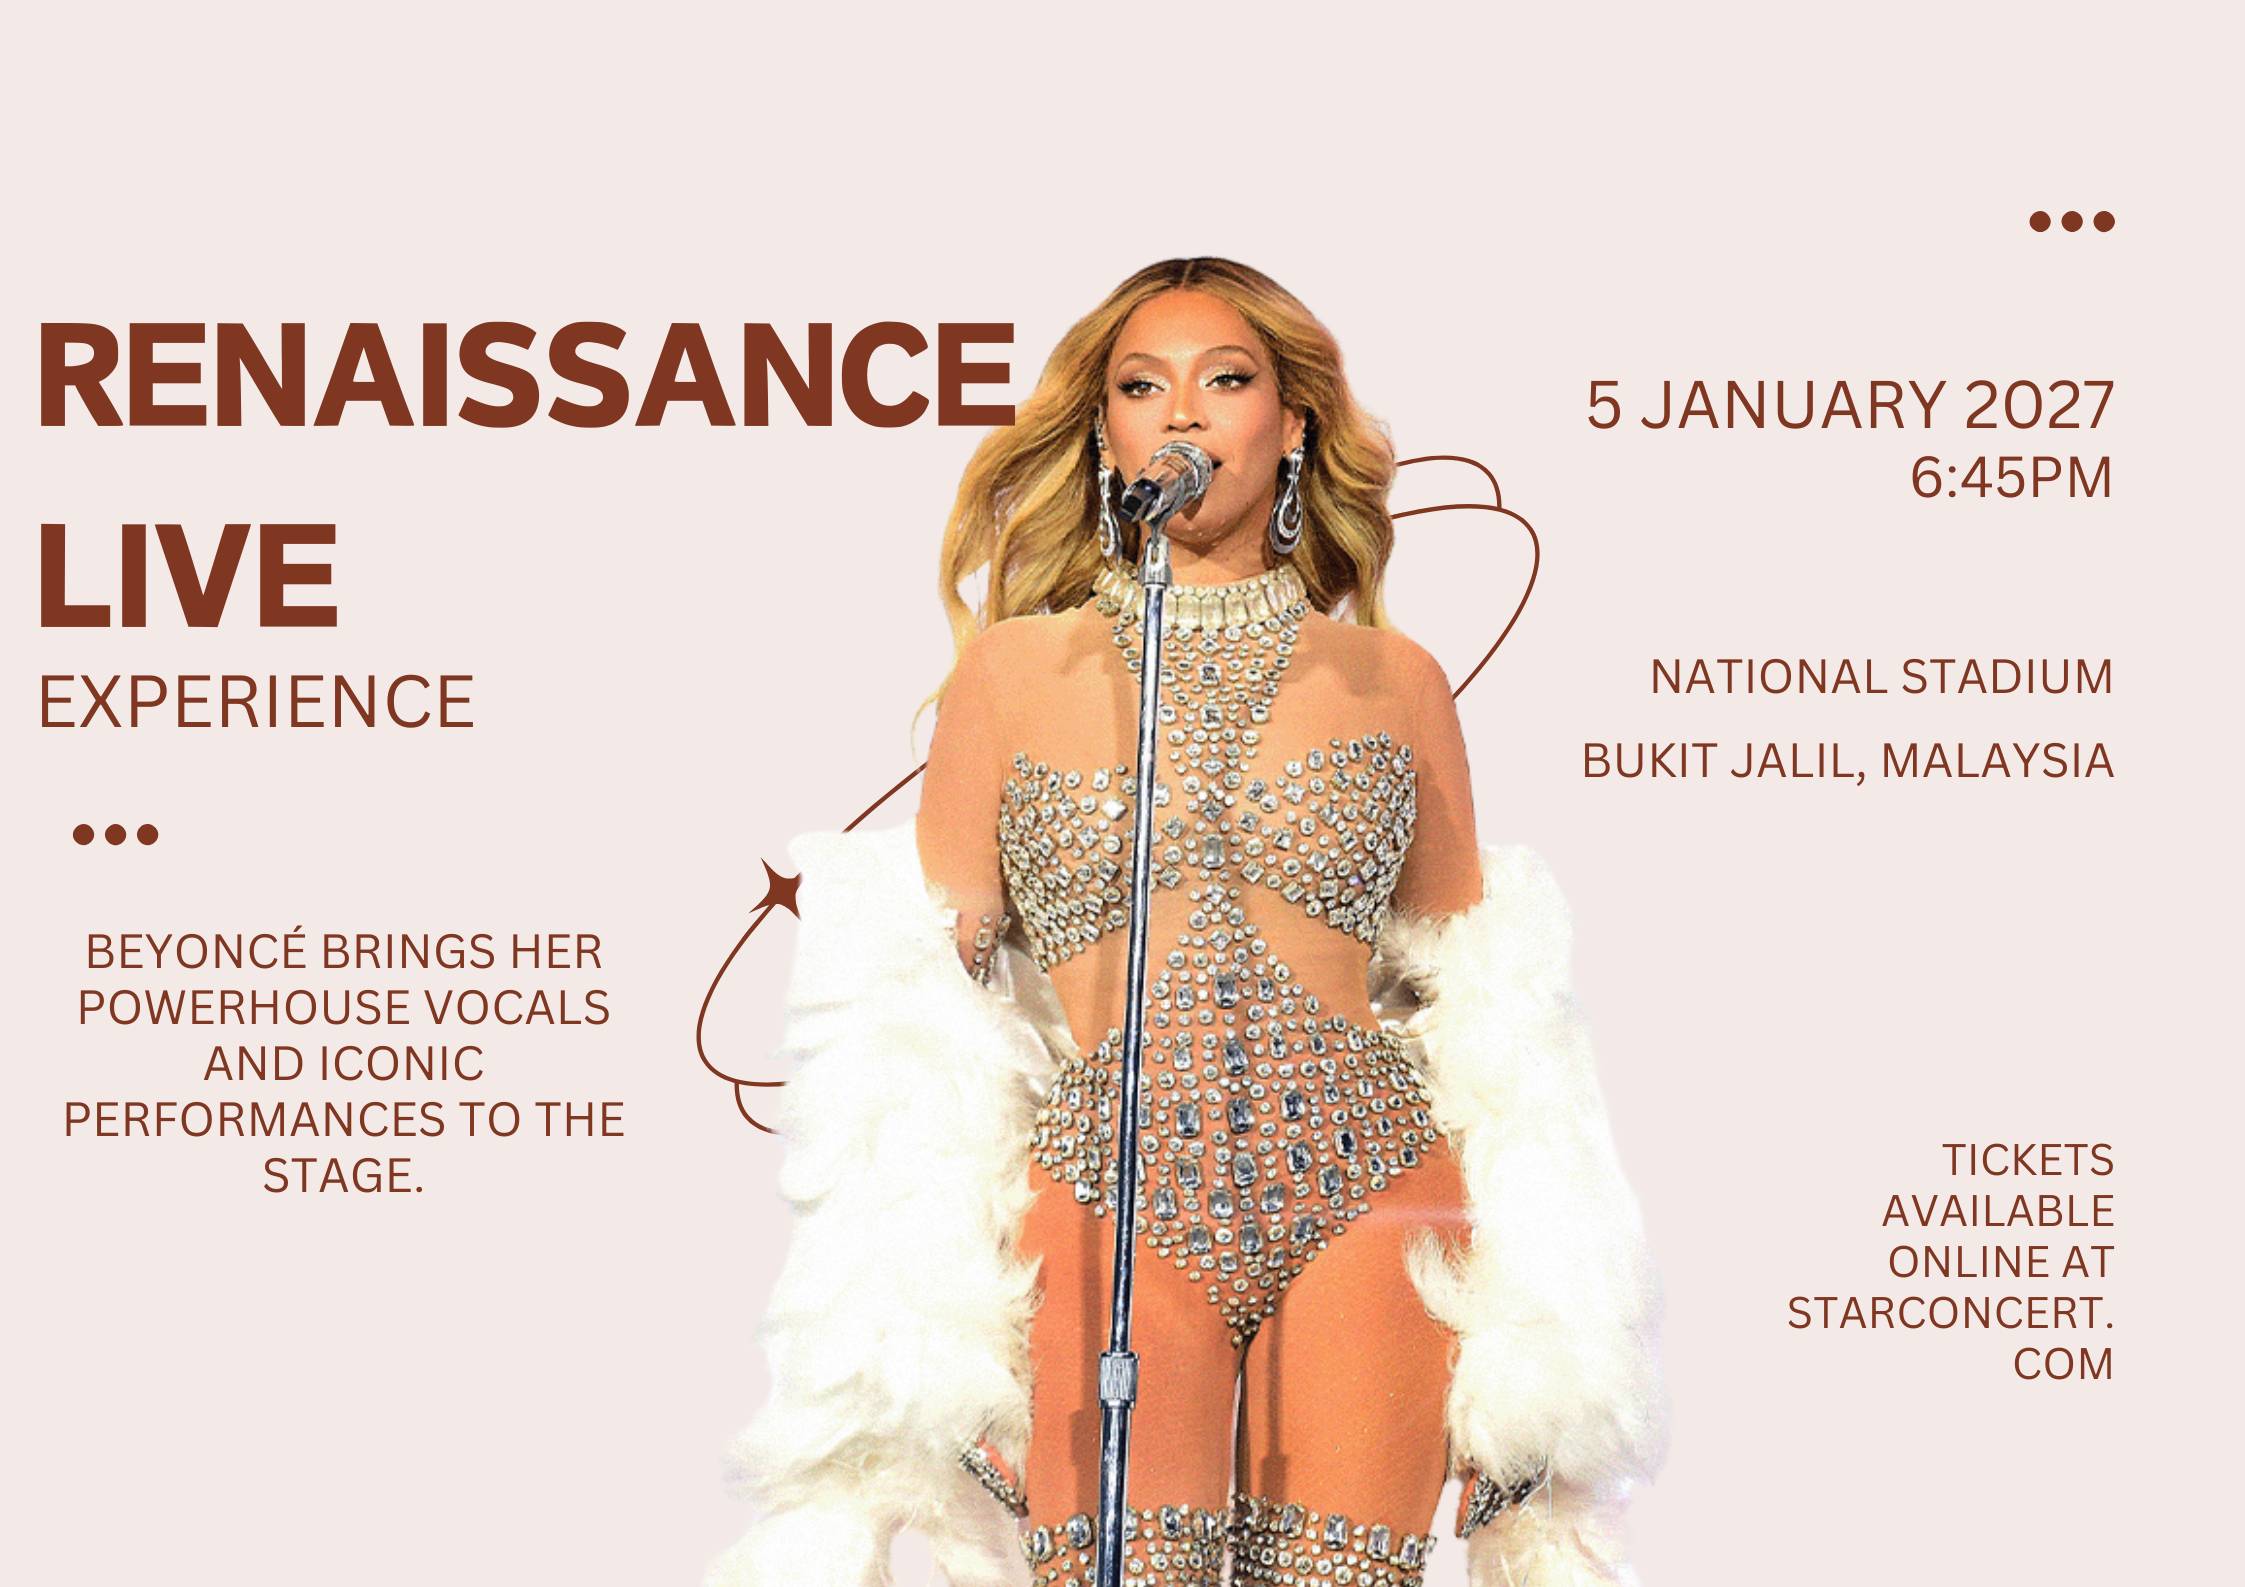 RENAISSANCE
LIVE
EXPERIENCE
BEYONCÉ BRINGS HER
POWERHOUSE VOCALS
AND ICONIC
PERFORMANCES TO THE
STAGE.
5 JANUARY 2027
6:45PM
NATIONAL STADIUM
BUKIT JALIL, MALAYSIA
TICKETS
AVAILABLE
ONLINE AT
STARCONCERT.
COM